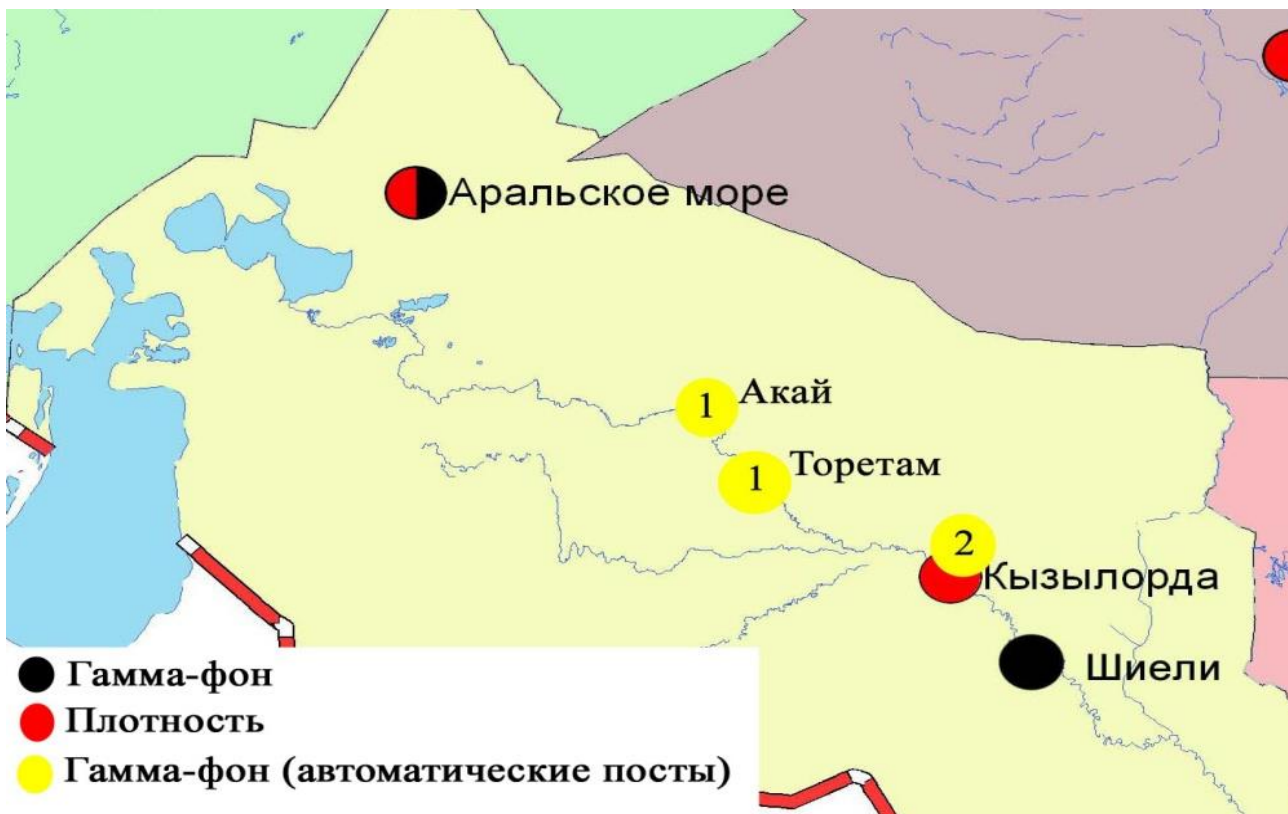 Аральское море
1 Акай
1 Торетам
2
Кызылорда
Шиели
Гамма-фон
Плотность
Гамма-фон (автоматические посты)